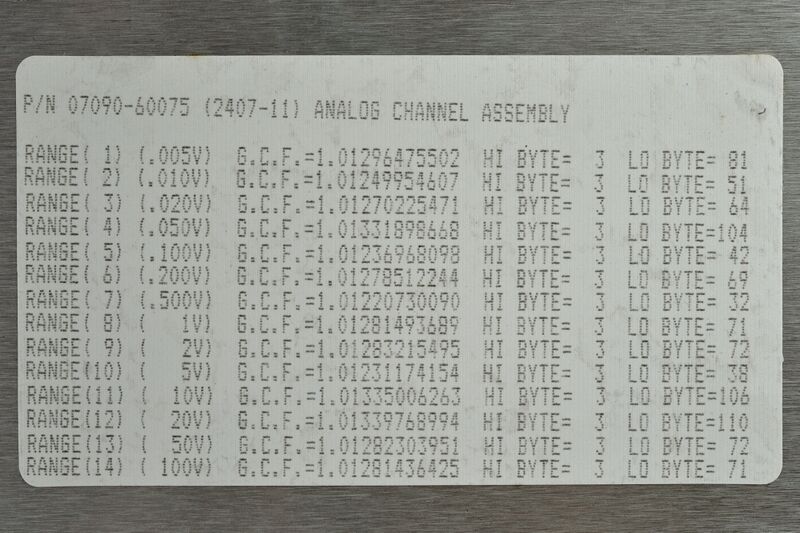 P/N 07090-60075 (2407-11) ANALOG CHANNEL ASSEMBLY
RANGE( 1) (.005V) G.C.F.=1.01296475502 HI BYTE= 3 LO BYTE= 81
RANGE( 2) (.010V) G.C.F.=1.01249954607 HI BYTE= 3 LO BYTE= 51
RANGE( 3) (.020V) G.C.F.=1.01270225471 HI BYTE= 3 LO BYTE= 64
RANGE( 4) (.050V) G.C.F.=1.01331898668 HI BYTE= 3 LO BYTE=104
RANGE( 5) (.100V) G.C.F.=1.01236968098 HI BYTE= 3 LO BYTE= 42
RANGE( 6) (.200V) G.C.F.=1.01278512244 HI BYTE= 3 LO BYTE= 69
RANGE( 7) (.500V) G.C.F.=1.01220730090 HI BYTE= 3 LO BYTE= 32
RANGE( 8) ( 1V) G.C.F.=1.01281493689 HI BYTE= 3 LO BYTE= 71
RANGE( 9) ( 2V) G.C.F.=1.01283215495 HI BYTE= 3 LO BYTE= 72
RANGE(10) ( 5V) G.C.F.=1.01231174154 HI BYTE= 3 LO BYTE= 38
RANGE(11) ( 10V) G.C.F.=1.01335006263 HI BYTE= 3 LO BYTE=106
RANGE(12) ( 20V) G.C.F.=1.01339768994 HI BYTE= 3 LO BYTE=110
RANGE(13) ( 50V) G.C.F.=1.01282303951 HI BYTE= 3 LO BYTE= 72
RANGE(14) ( 100V) G.C.F.=1.01281436425 HI BYTE= 3 LO BYTE= 71